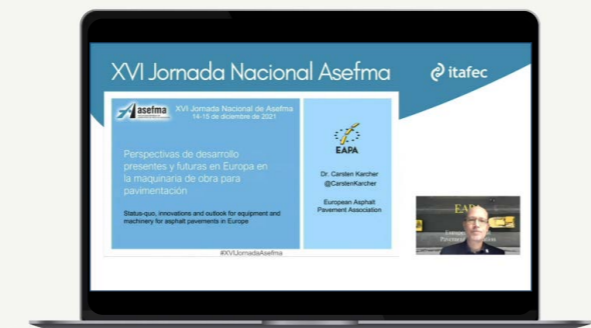 XVI Jornada Nacional Asefma
itafec
asefma
XVI Jornada Nacional de Asefma
14-15 de diciembre de 2021
Perspectivas de desarrollo
presentes y futuras en Europa en
la maquinaria de obra para
pavimentación
Status-quo, innovations and outlook for equipment and
machinery for asphalt pavements in Europe
EAPA
Dr. Carsten Karcher
@CarstenKarcher
European Asphalt
Pavement Association
#XVIJornadaAsefma
EAPA